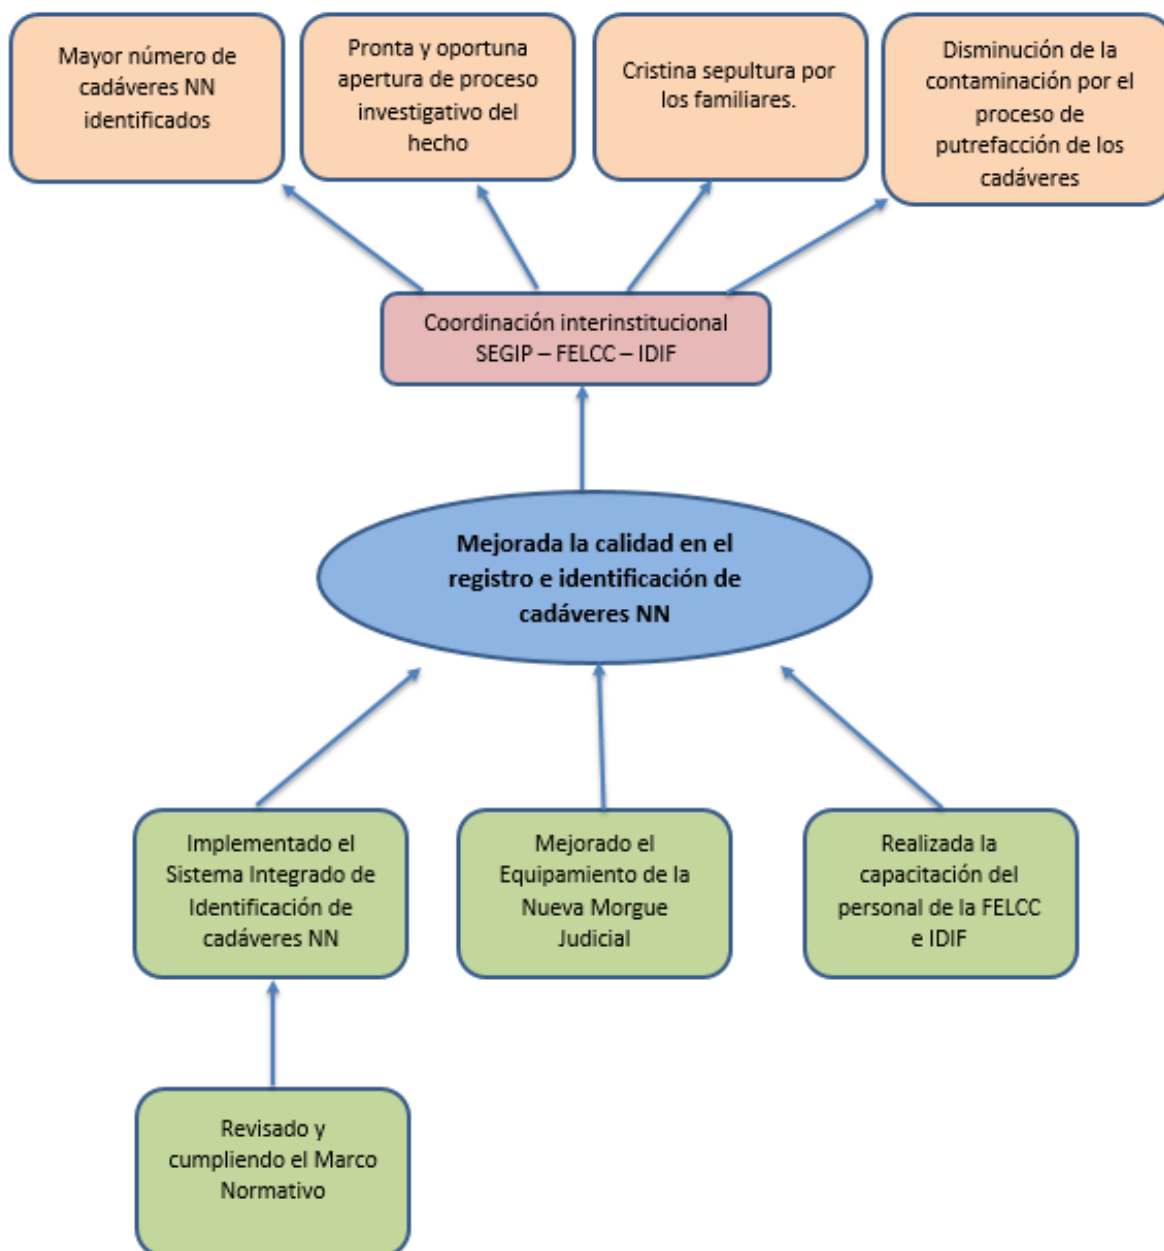 Mayor número de
cadáveres NN
identificados
Pronta y oportuna
apertura de proceso
investigativo del
hecho
Cristina sepultura por
los familiares.
Disminución de la
contaminación por el
proceso de
putrefacción de los
cadáveres
Coordinación interinstitucional
SEGIP – FELCC – IDIF
Mejorada la calidad en el
registro e identificación de
cadáveres NN
Implementado el
Sistema Integrado de
Identificación de
cadáveres NN
Mejorado el
Equipamiento de la
Nueva Morgue
Judicial
Realizada la
capacitación del
personal de la FELCC
e IDIF
Revisado y
cumpliendo el Marco
Normativo